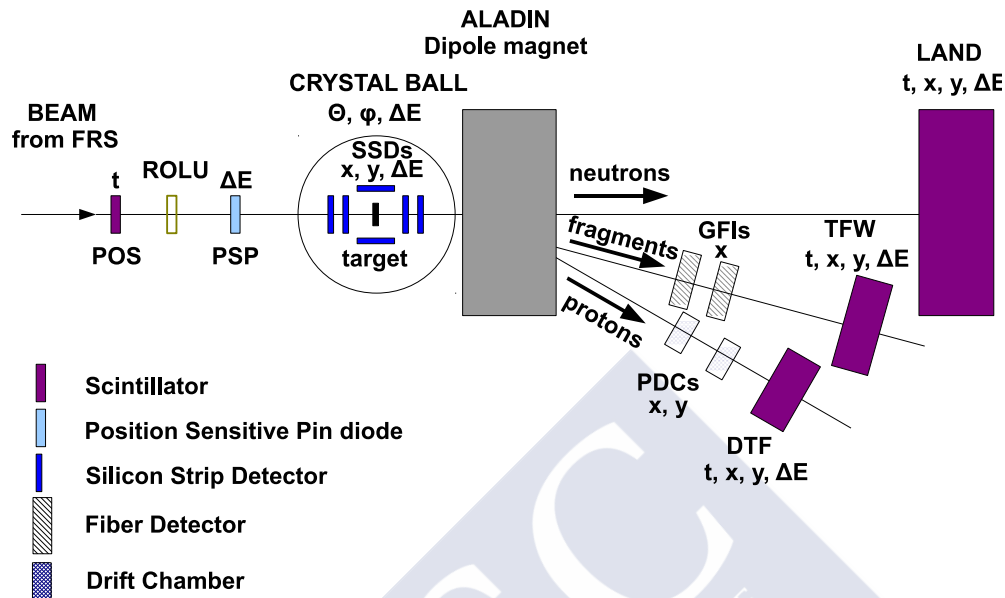 ALADIN
Dipole magnet
LAND
t, x, y, ΔE
CRYSTAL BALL
Θ, φ, ΔE
BEAM
from FRS
SSDs
x, y, ΔE
t
ROLU
ΔE
neutrons
POS
PSP
target
fragments
GFIs
x
TFW
t, x, y, ΔE
protons
PDCs
x, y
DTF
t, x, y, ΔE
Scintillator
Position Sensitive Pin diode
Silicon Strip Detector
Fiber Detector
Drift Chamber